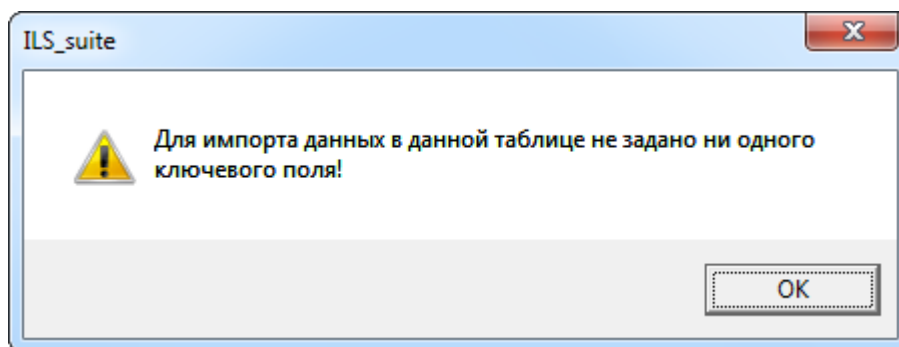 ILS_suite
Для импорта данных в данной таблице не задано ни одного
ключевого поля!
OK